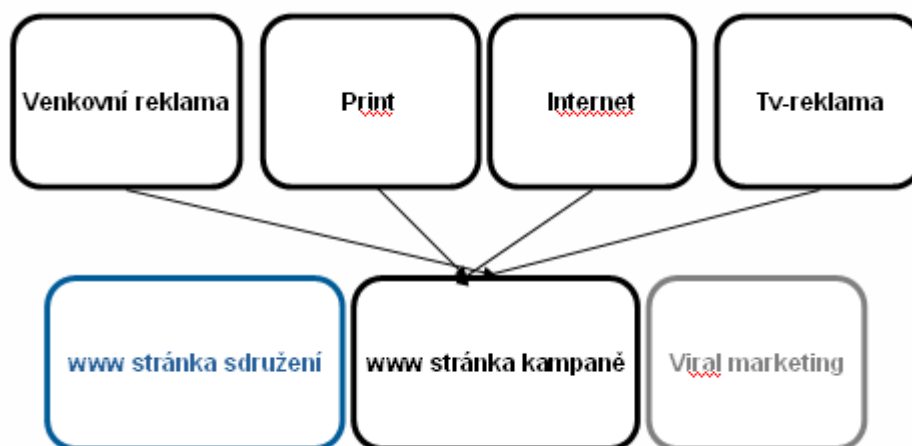 Venkovní reklama
Print
Internet
Tv-reklama
www stránka sdružení
www stránka kampaně
Viral marketing